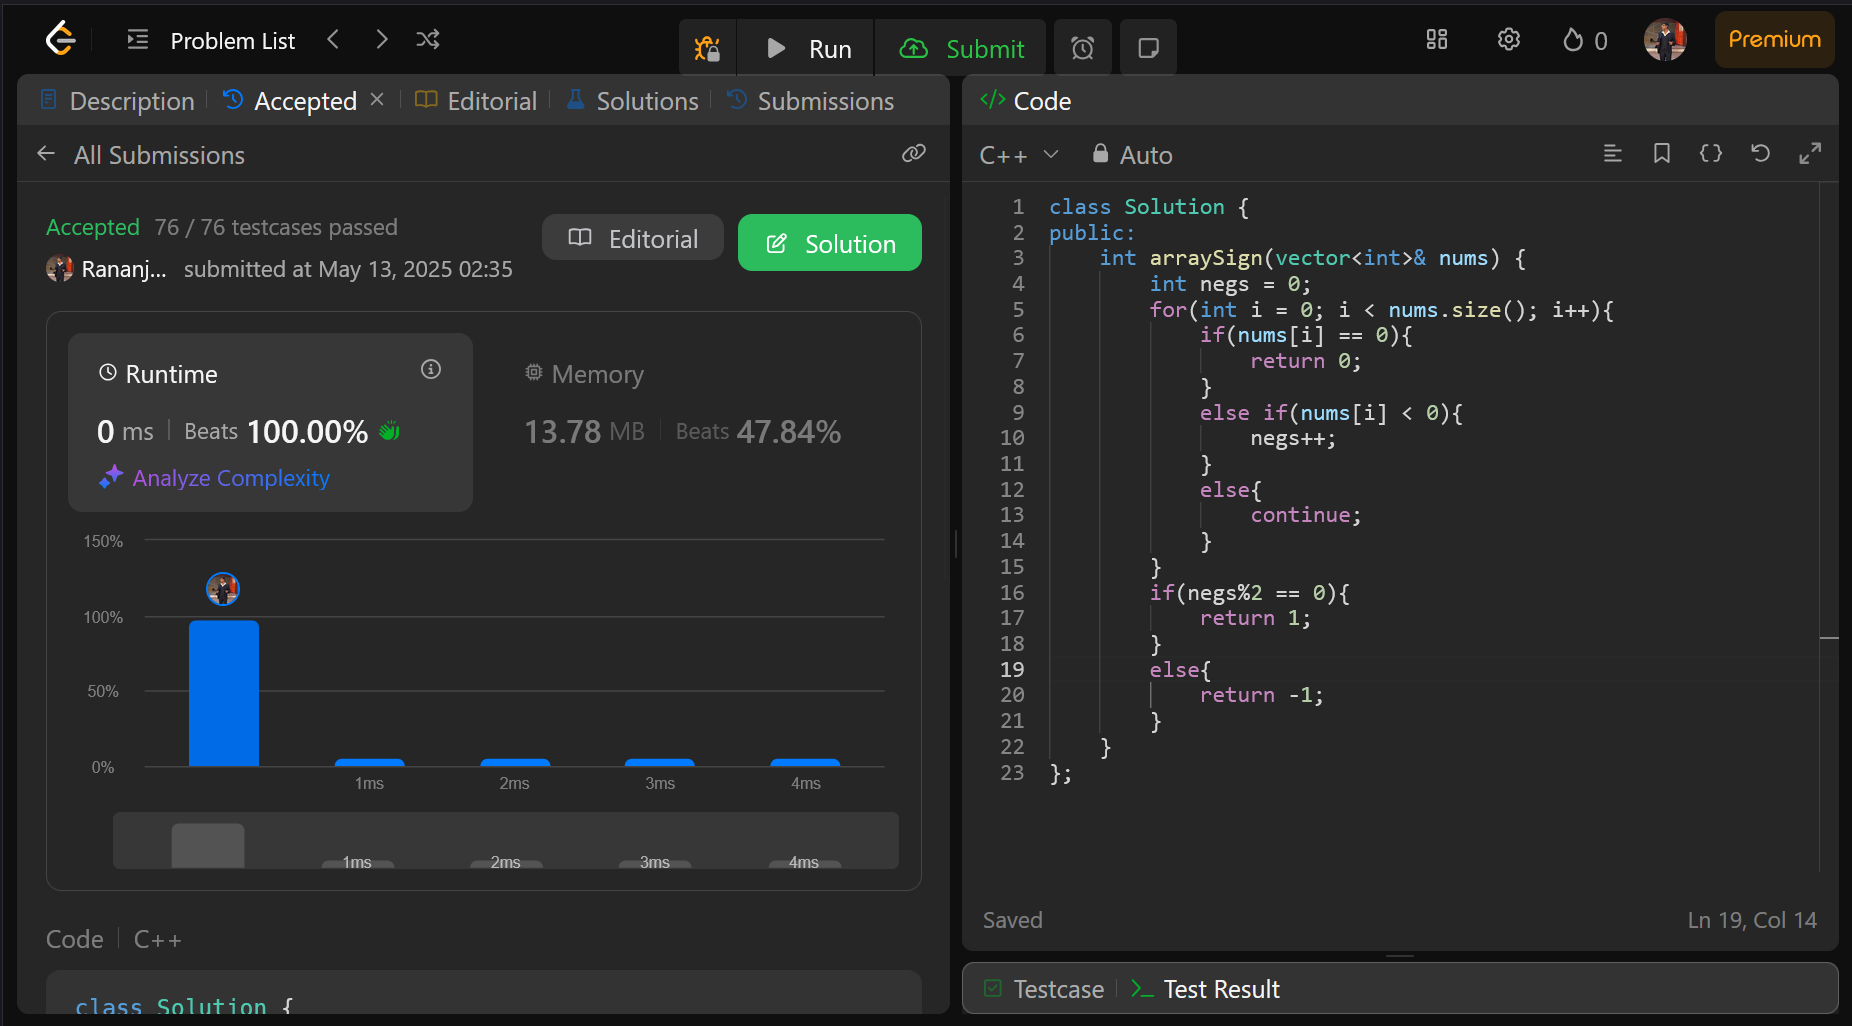 Problem List
Run
Submit
0
Premium
Description
Accepted
Editorial
Solutions
Submissions
All Submissions
Accepted 76 / 76 testcases passed
Rananj... submitted at May 13, 2025 02:35
Editorial
Solution
Runtime
0 ms Beats 100.00%
Analyze Complexity
Memory
13.78 MB Beats 47.84%
150%
100%
50%
0%
1ms 2ms 3ms 4ms
1ms 2ms 3ms 4ms
Code C++
class Solution {
</> Code
C++ Auto
1 class Solution {
2 public:
3     int arraySign(vector<int>& nums) {
4         int negs = 0;
5         for(int i = 0; i < nums.size(); i++){
6             if(nums[i] == 0){
7                 return 0;
8             }
9             else if(nums[i] < 0){
10                 negs++;
11             }
12             else{
13                 continue;
14             }
15         }
16         if(negs%2 == 0){
17             return 1;
18         }
19         else{
20             return -1;
21         }
22     }
23 };
Saved
Ln 19, Col 14
Testcase
Test Result